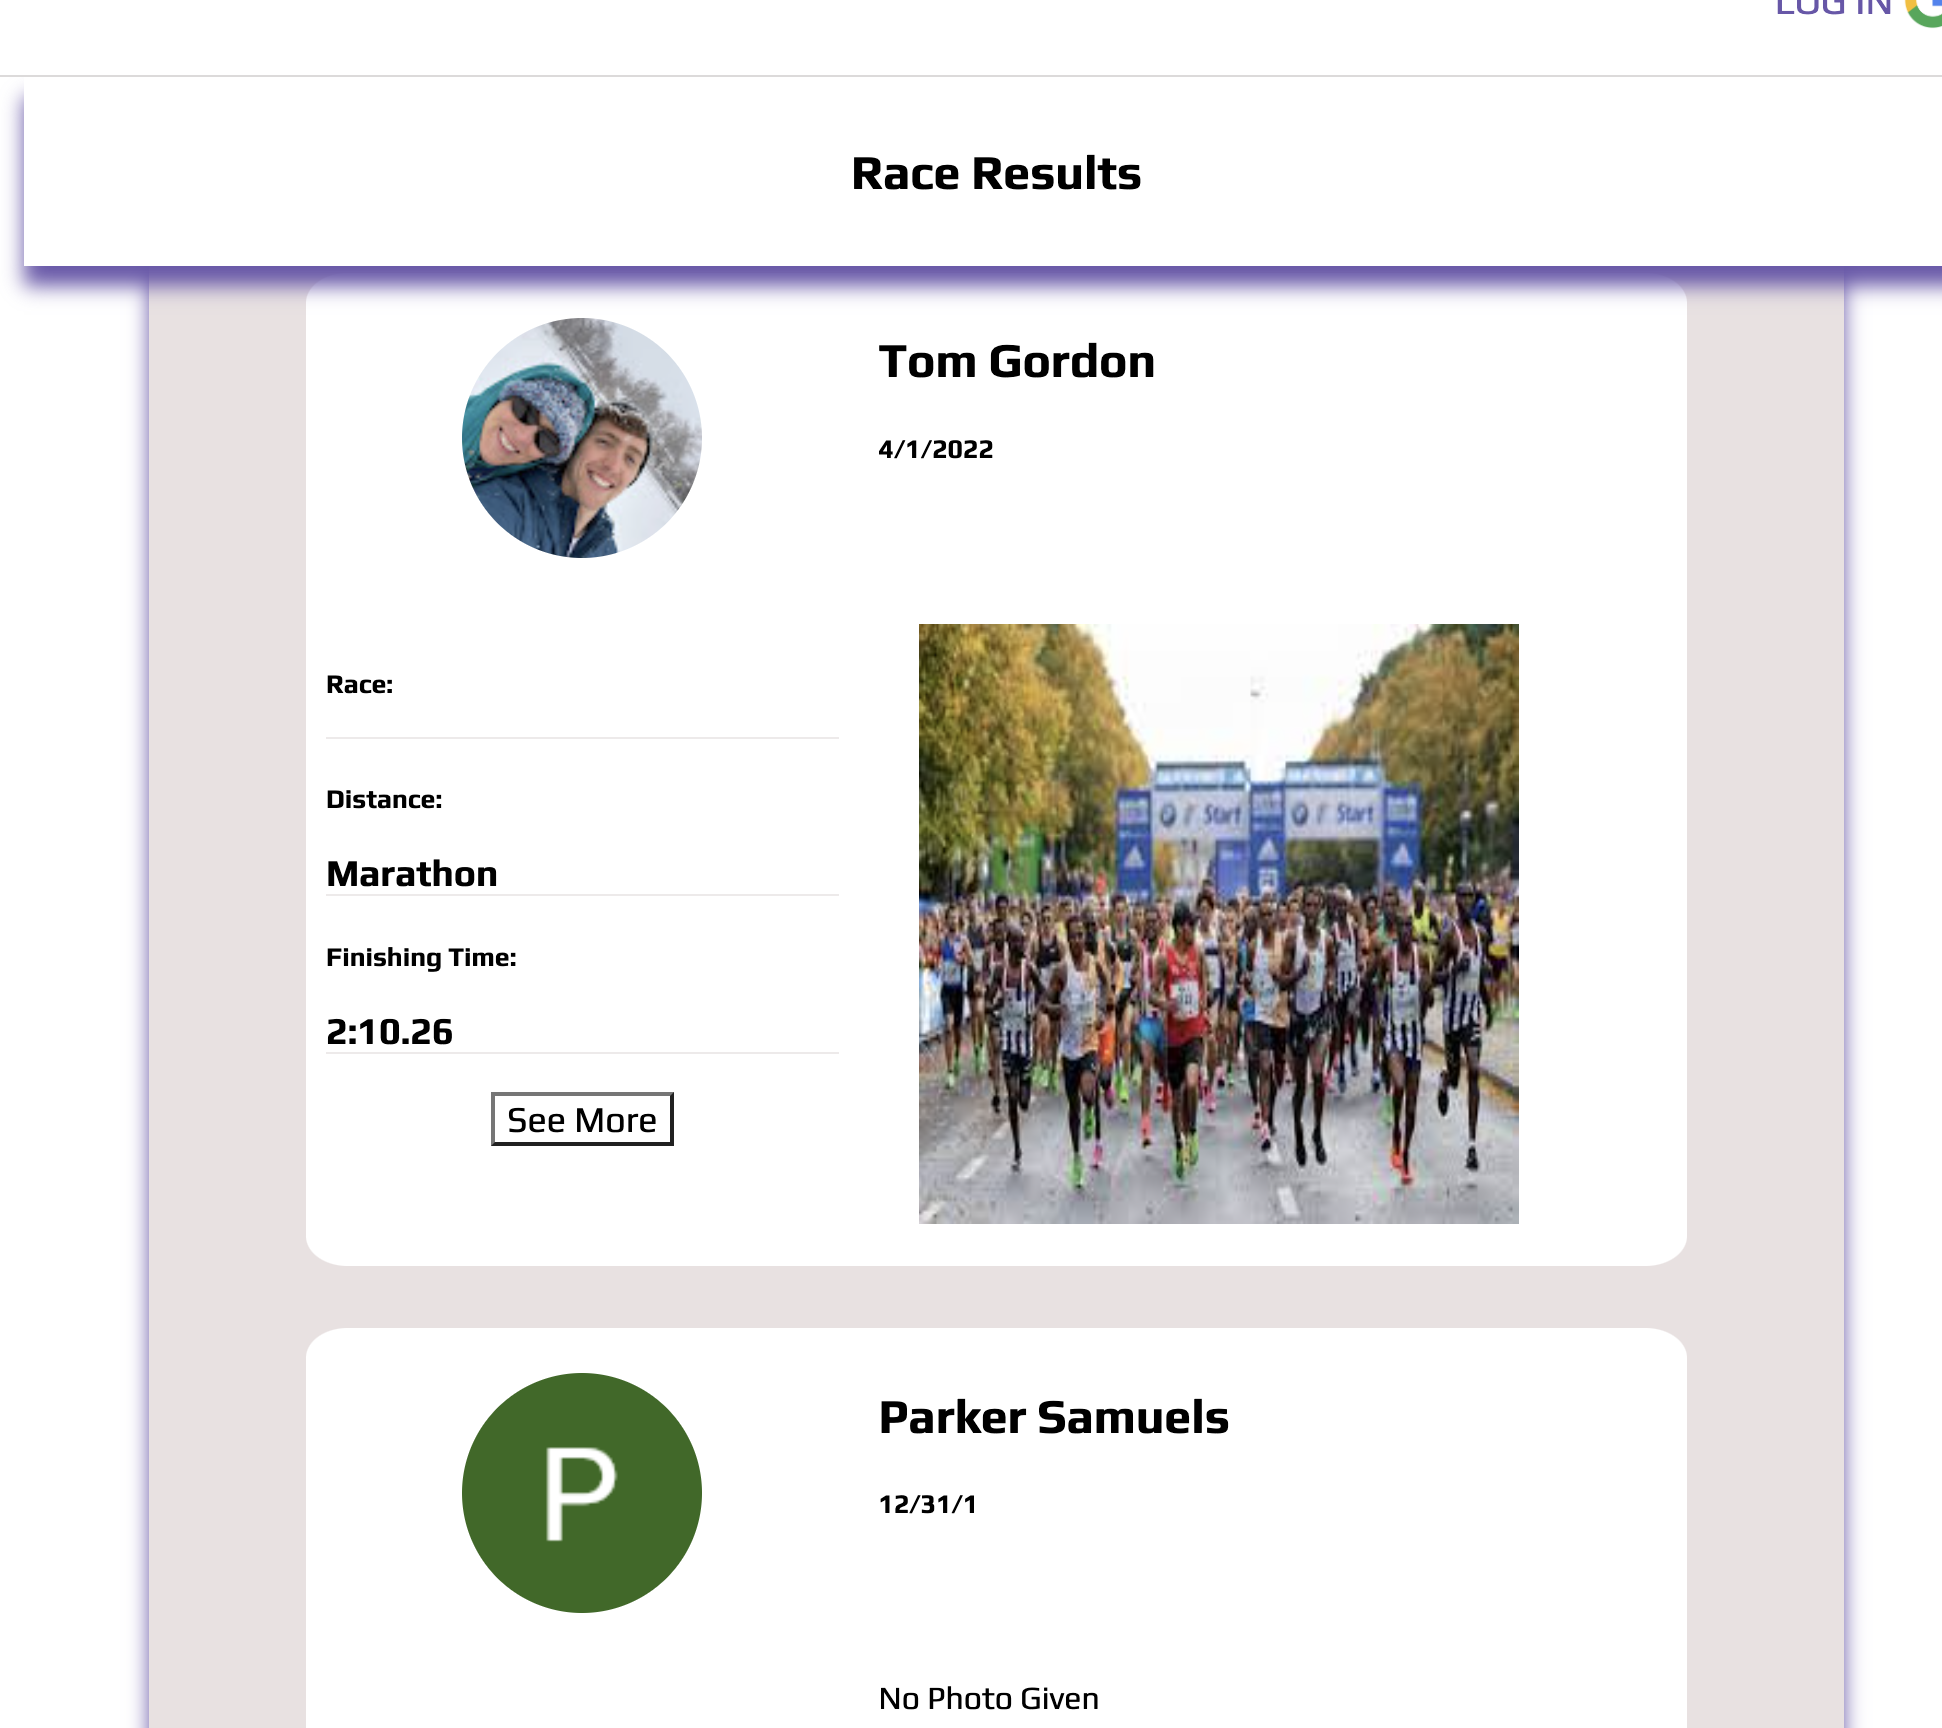 LOG IN
Race Results
Tom Gordon
4/1/2022
Race:
Distance:
Marathon
Finishing Time:
2:10.26
See More
Start
Start
P
Parker Samuels
12/31/1
No Photo Given